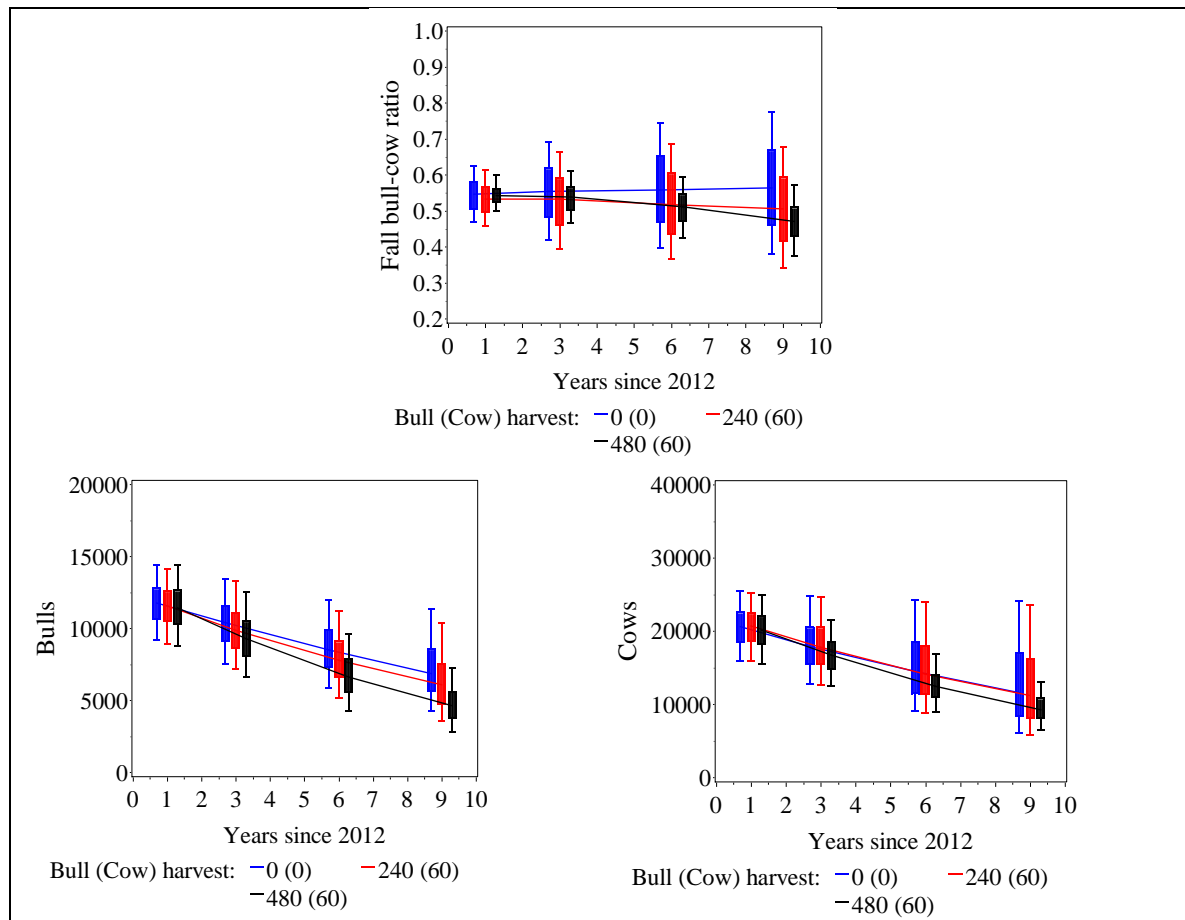 1.0
0.9
0.8
0.7
0.6
0.5
0.4
0.3
0.2
Fall bull-cow ratio
0 1 2 3 4 5 6 7 8 9 10
Years since 2012
Bull (Cow) harvest: 0 (0) 240 (60)
480 (60)
20000
15000
10000
5000
0
Bulls
0 1 2 3 4 5 6 7 8 9 10
Years since 2012
Bull (Cow) harvest: 0 (0) 240 (60)
480 (60)
40000
30000
20000
10000
0
Cows
0 1 2 3 4 5 6 7 8 9 10
Years since 2012
Bull (Cow) harvest: 0 (0) 240 (60)
480 (60)